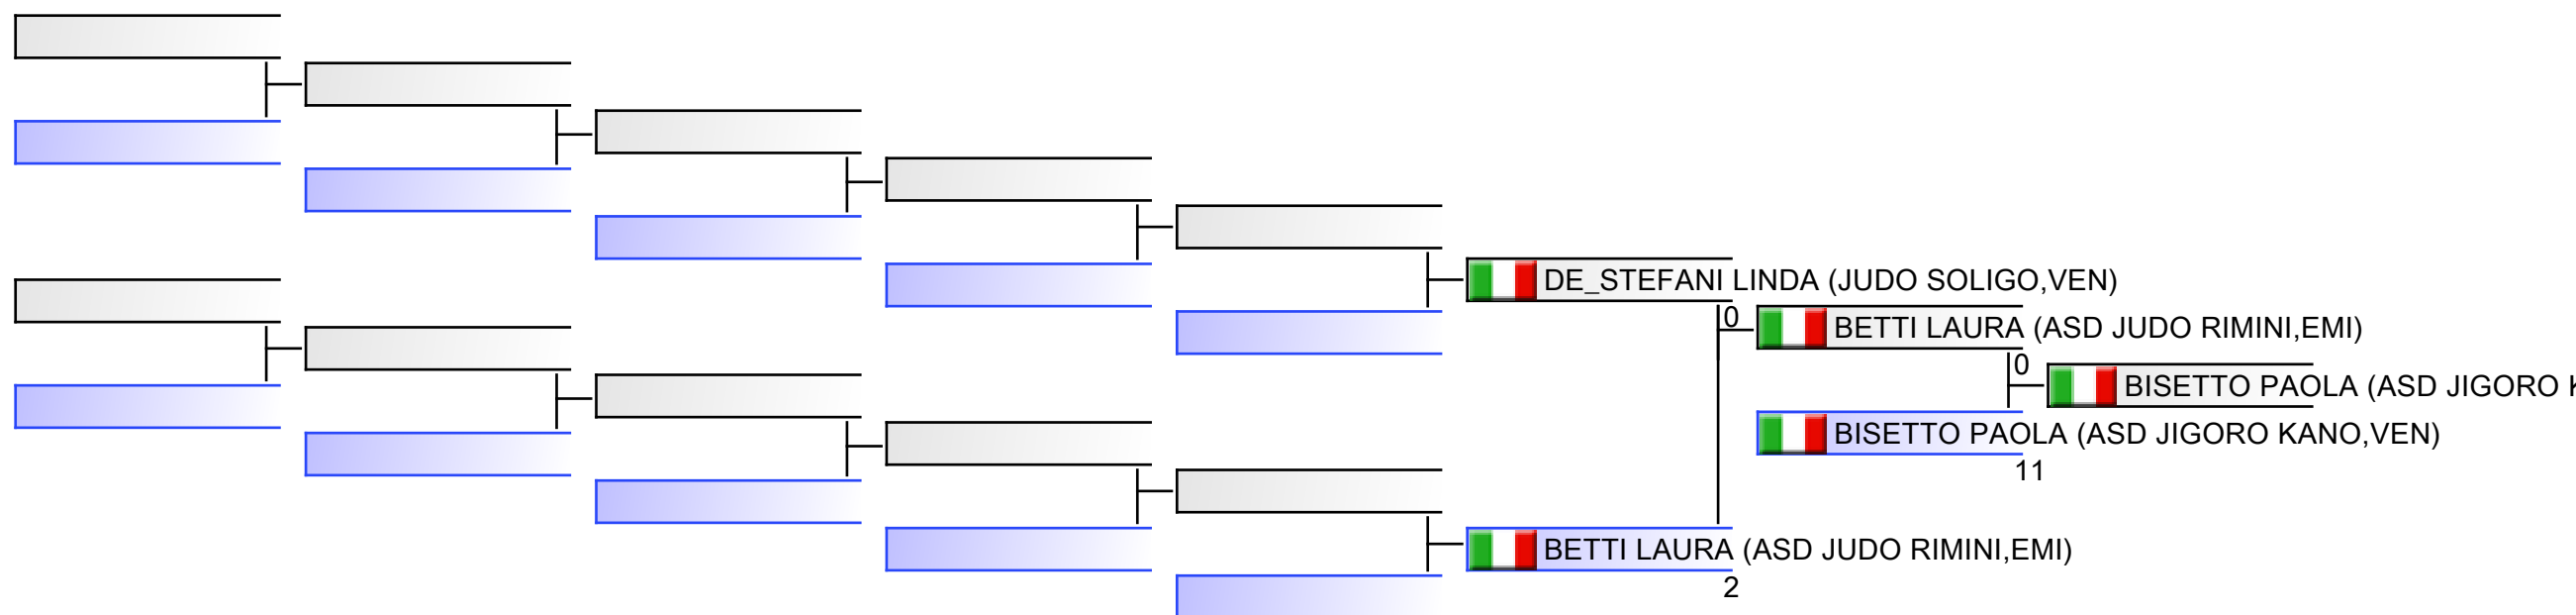 DE_STEFANI LINDA (JUDO SOLIGO,VEN)
0
BETTI LAURA (ASD JUDO RIMINI,EMI)
0
BISETTO PAOLA (ASD JIGORO
BISETTO PAOLA (ASD JIGORO KANO,VEN)
11
BETTI LAURA (ASD JUDO RIMINI,EMI)
2